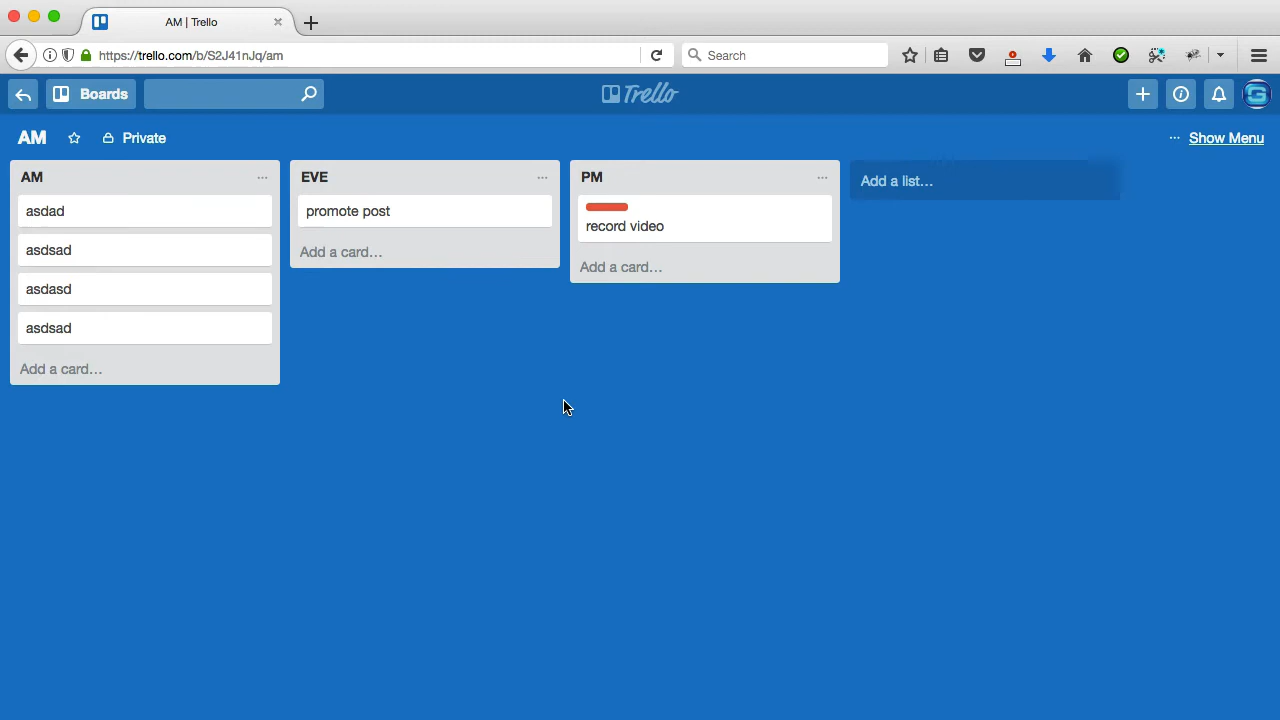 AM | Trello
https://trello.com/b/S2J41nJq/am
Search
Boards
Trello
AM
Private
Show Menu
AM
asdad
asdsad
asdasd
asdsad
Add a card…
EVE
promote post
Add a card…
PM
record video
Add a card…
Add a list…